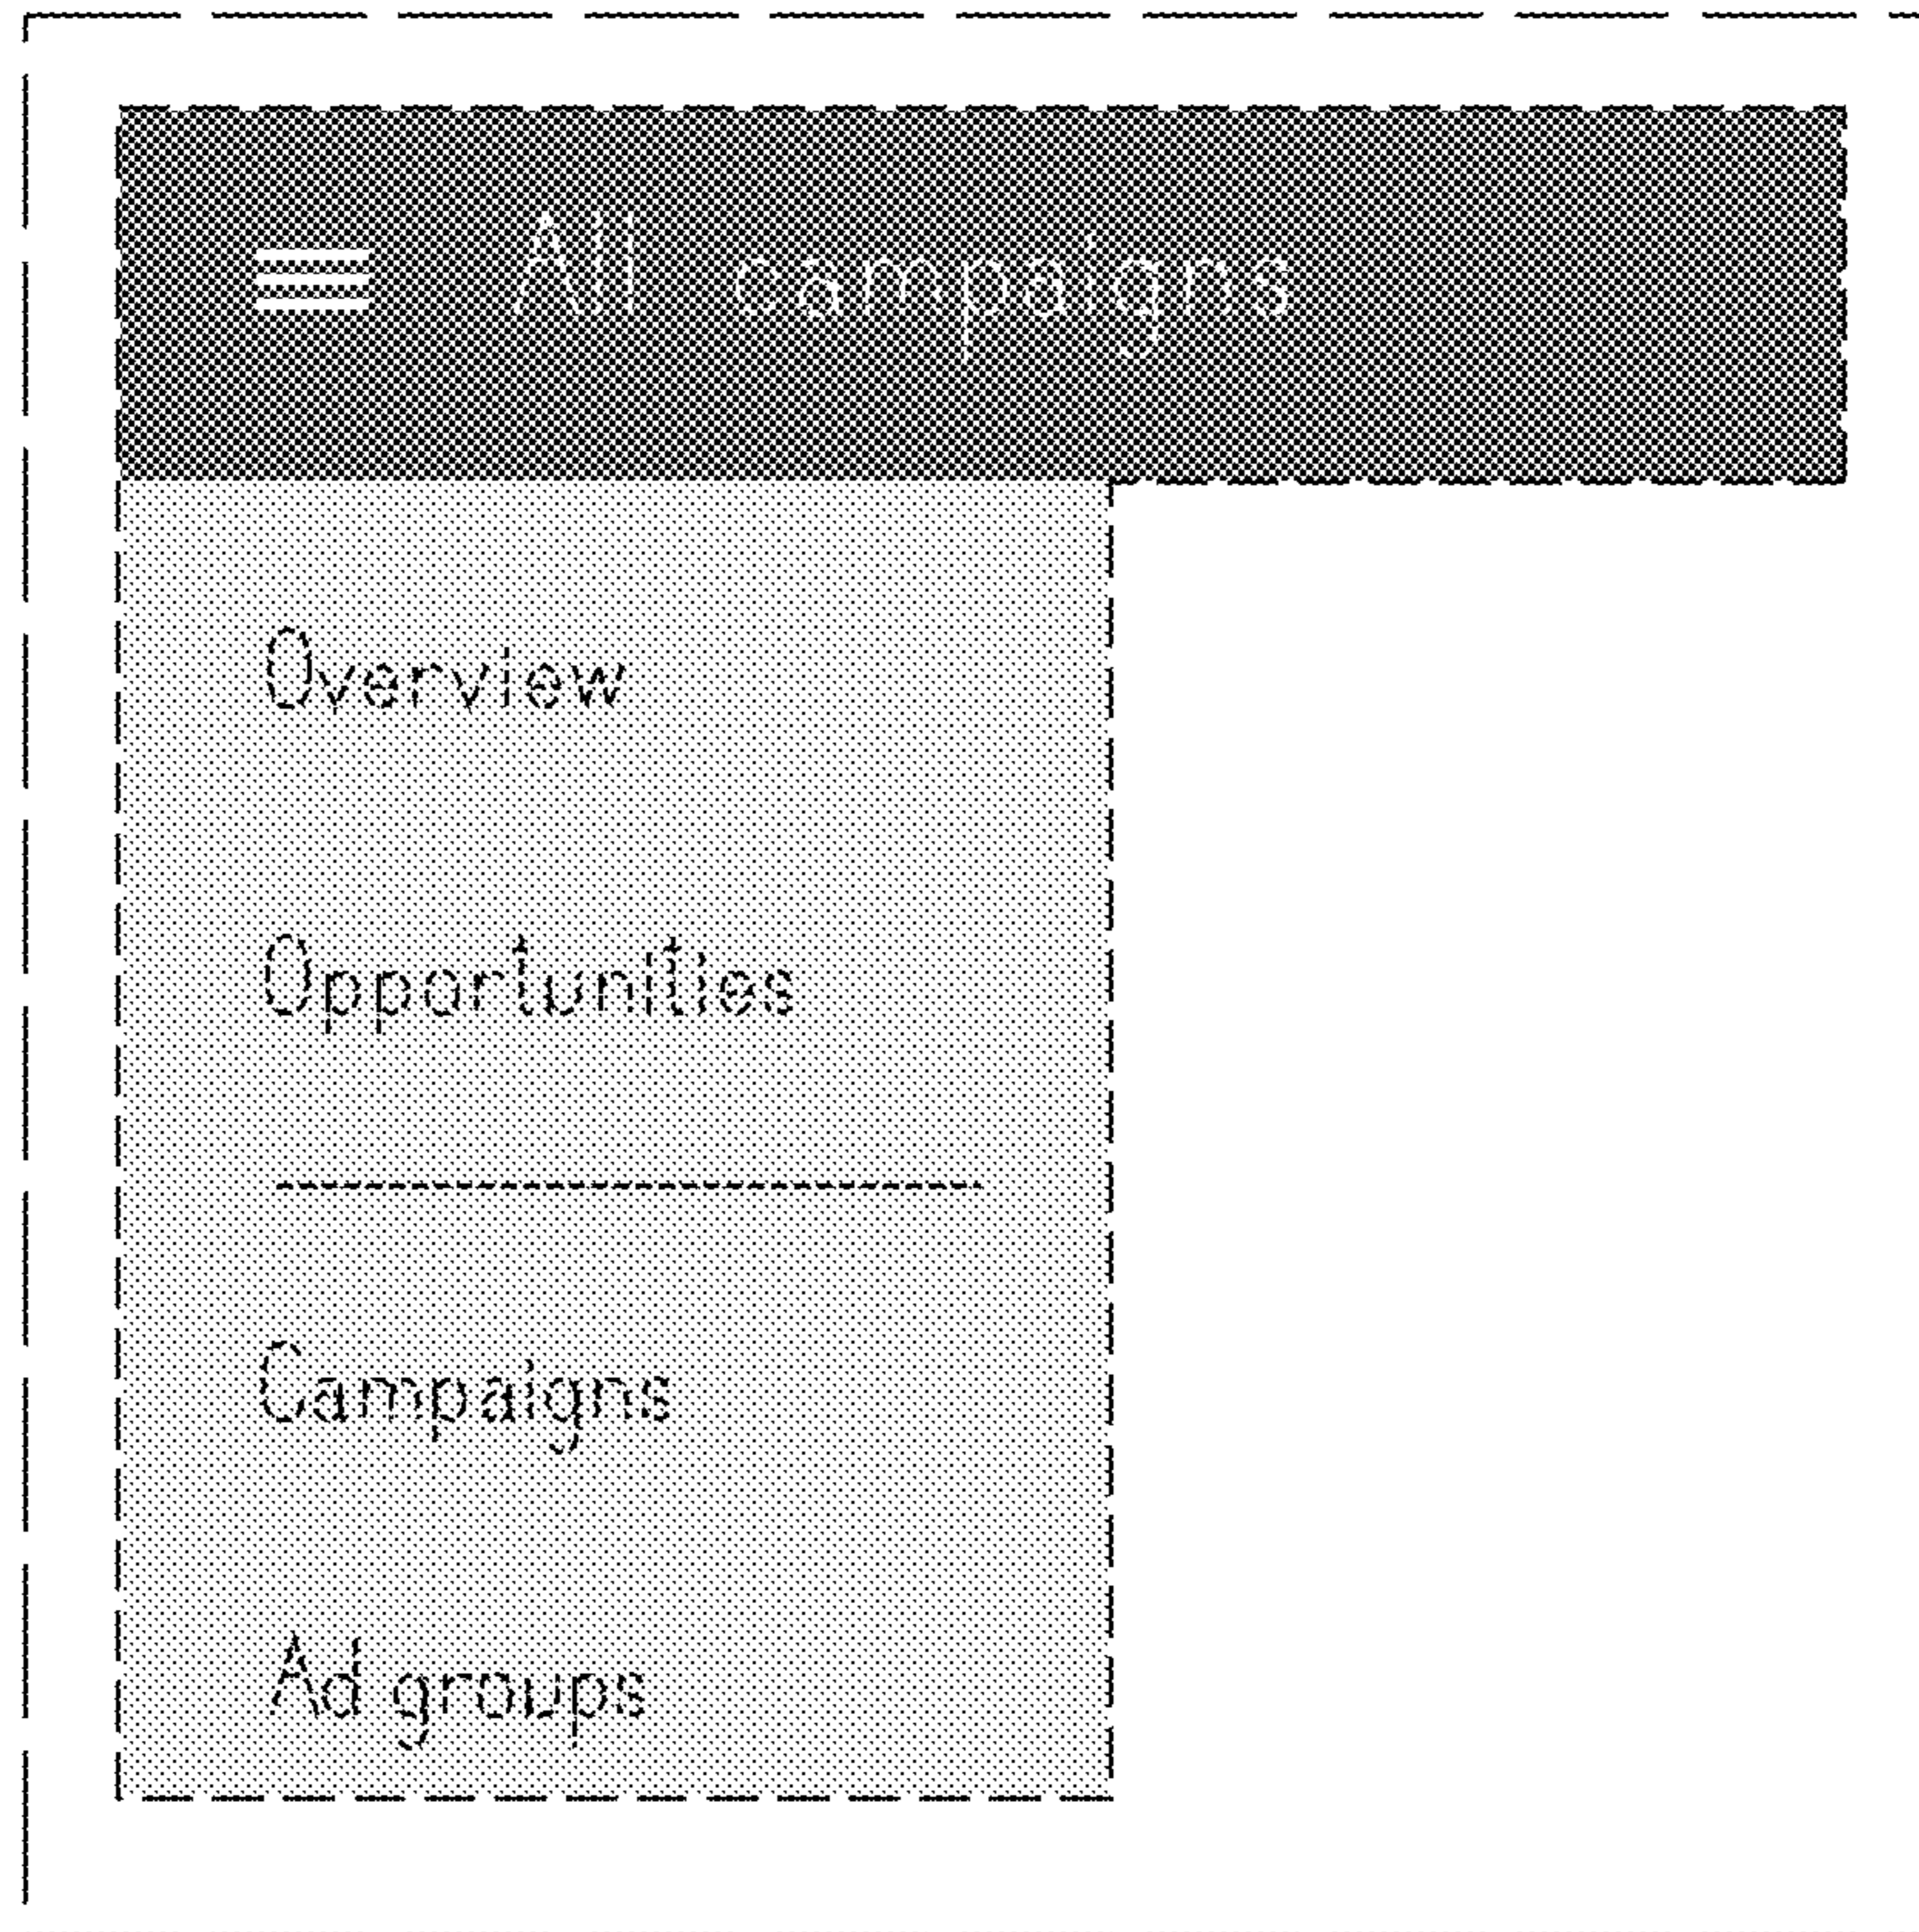 All campaigns
Overview
Opportunities
Campaigns
Ad groups